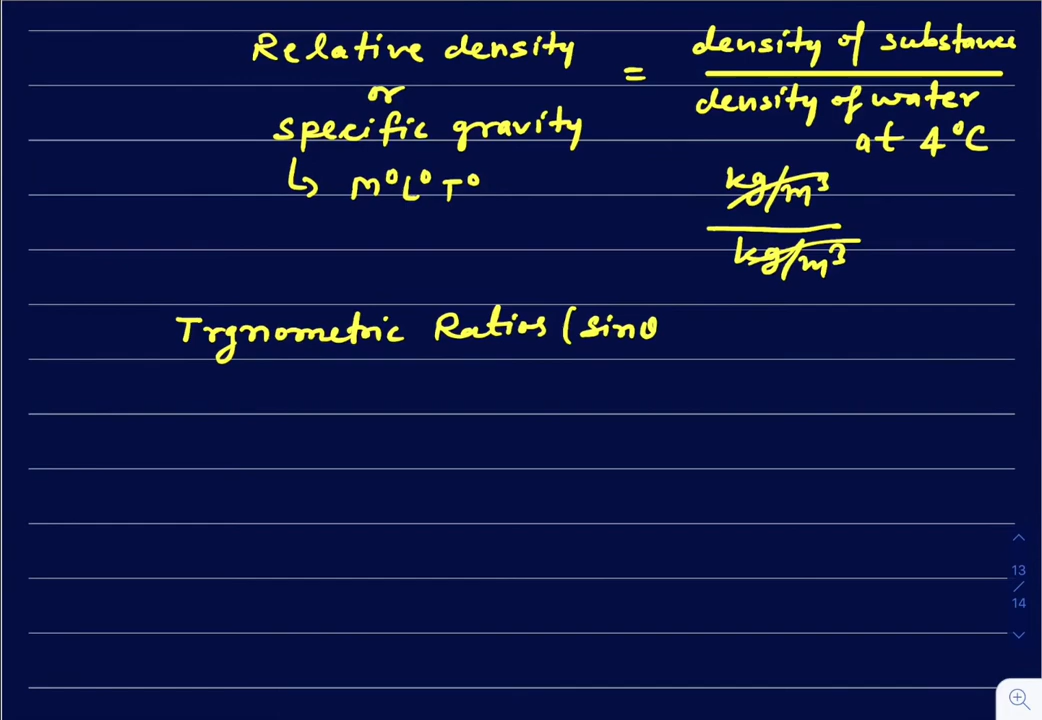 Relative density
or
specific gravity
=
density of substance
density of water
at 4°C
↳ M⁰L⁰T⁰
kg/m³
kg/m³
Trgnometric Ratios (sinθ
13
/
14